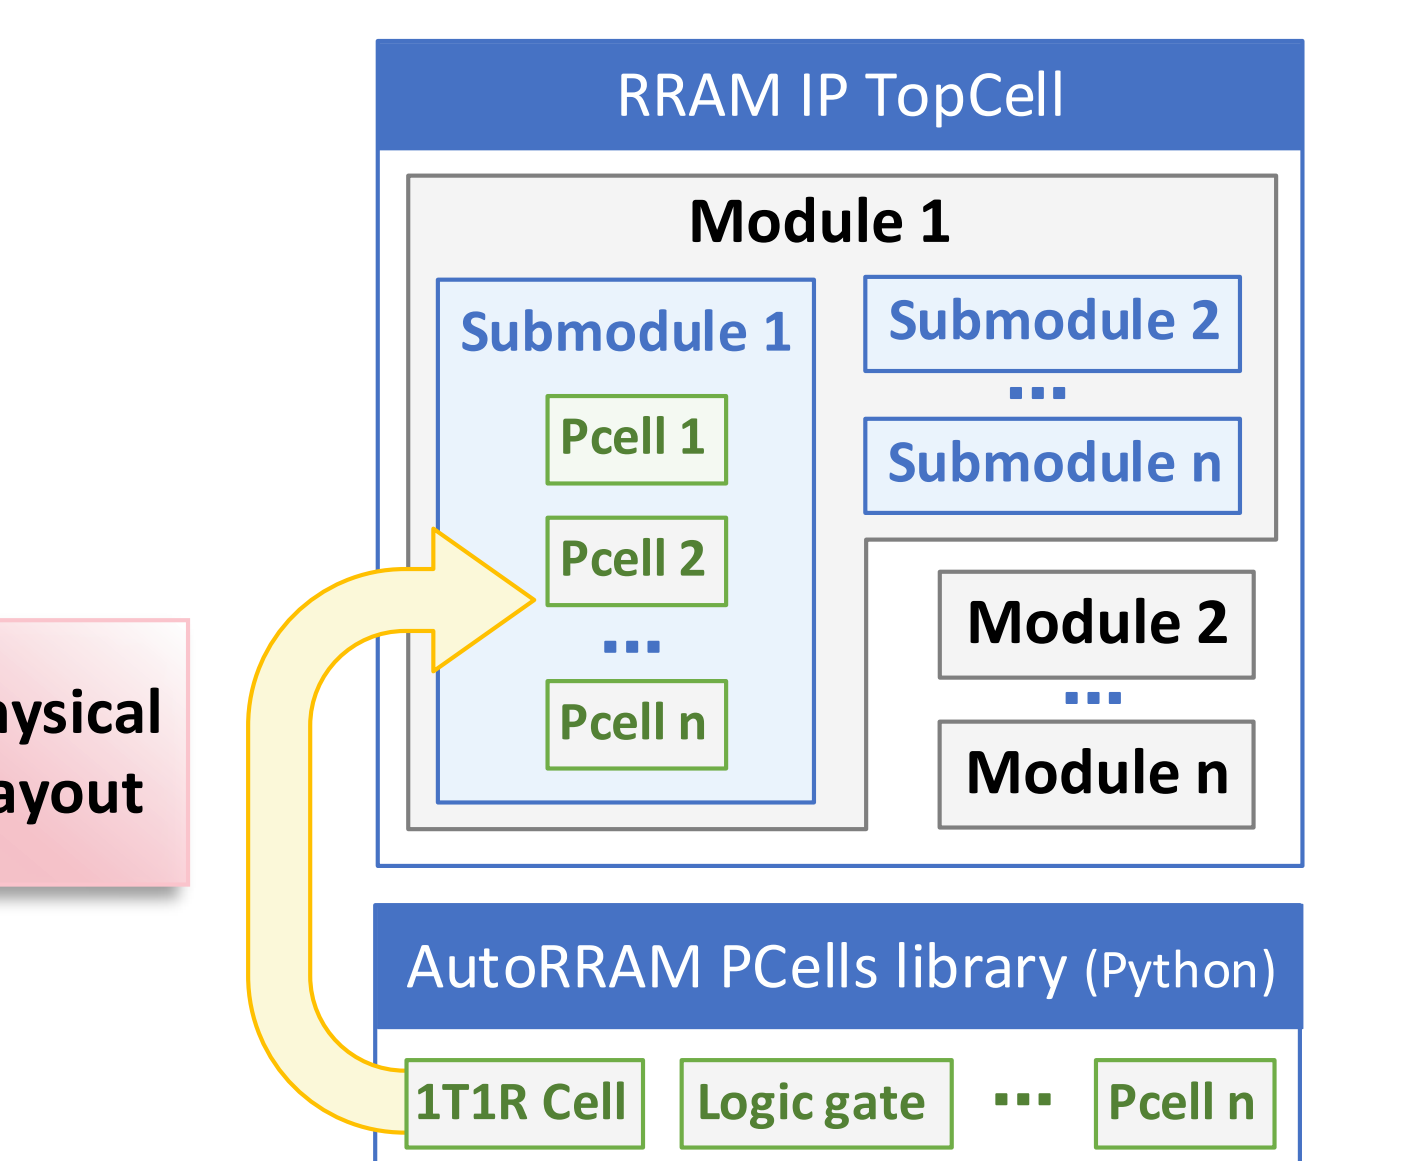 RRAM IP TopCell
Module 1
Submodule 1
Pcell 1
Pcell 2
...
Pcell n
Submodule 2
...
Submodule n
Module 2
...
Module n
AutoRRAM PCells library (Python)
1T1R Cell
Logic gate
...
Pcell n